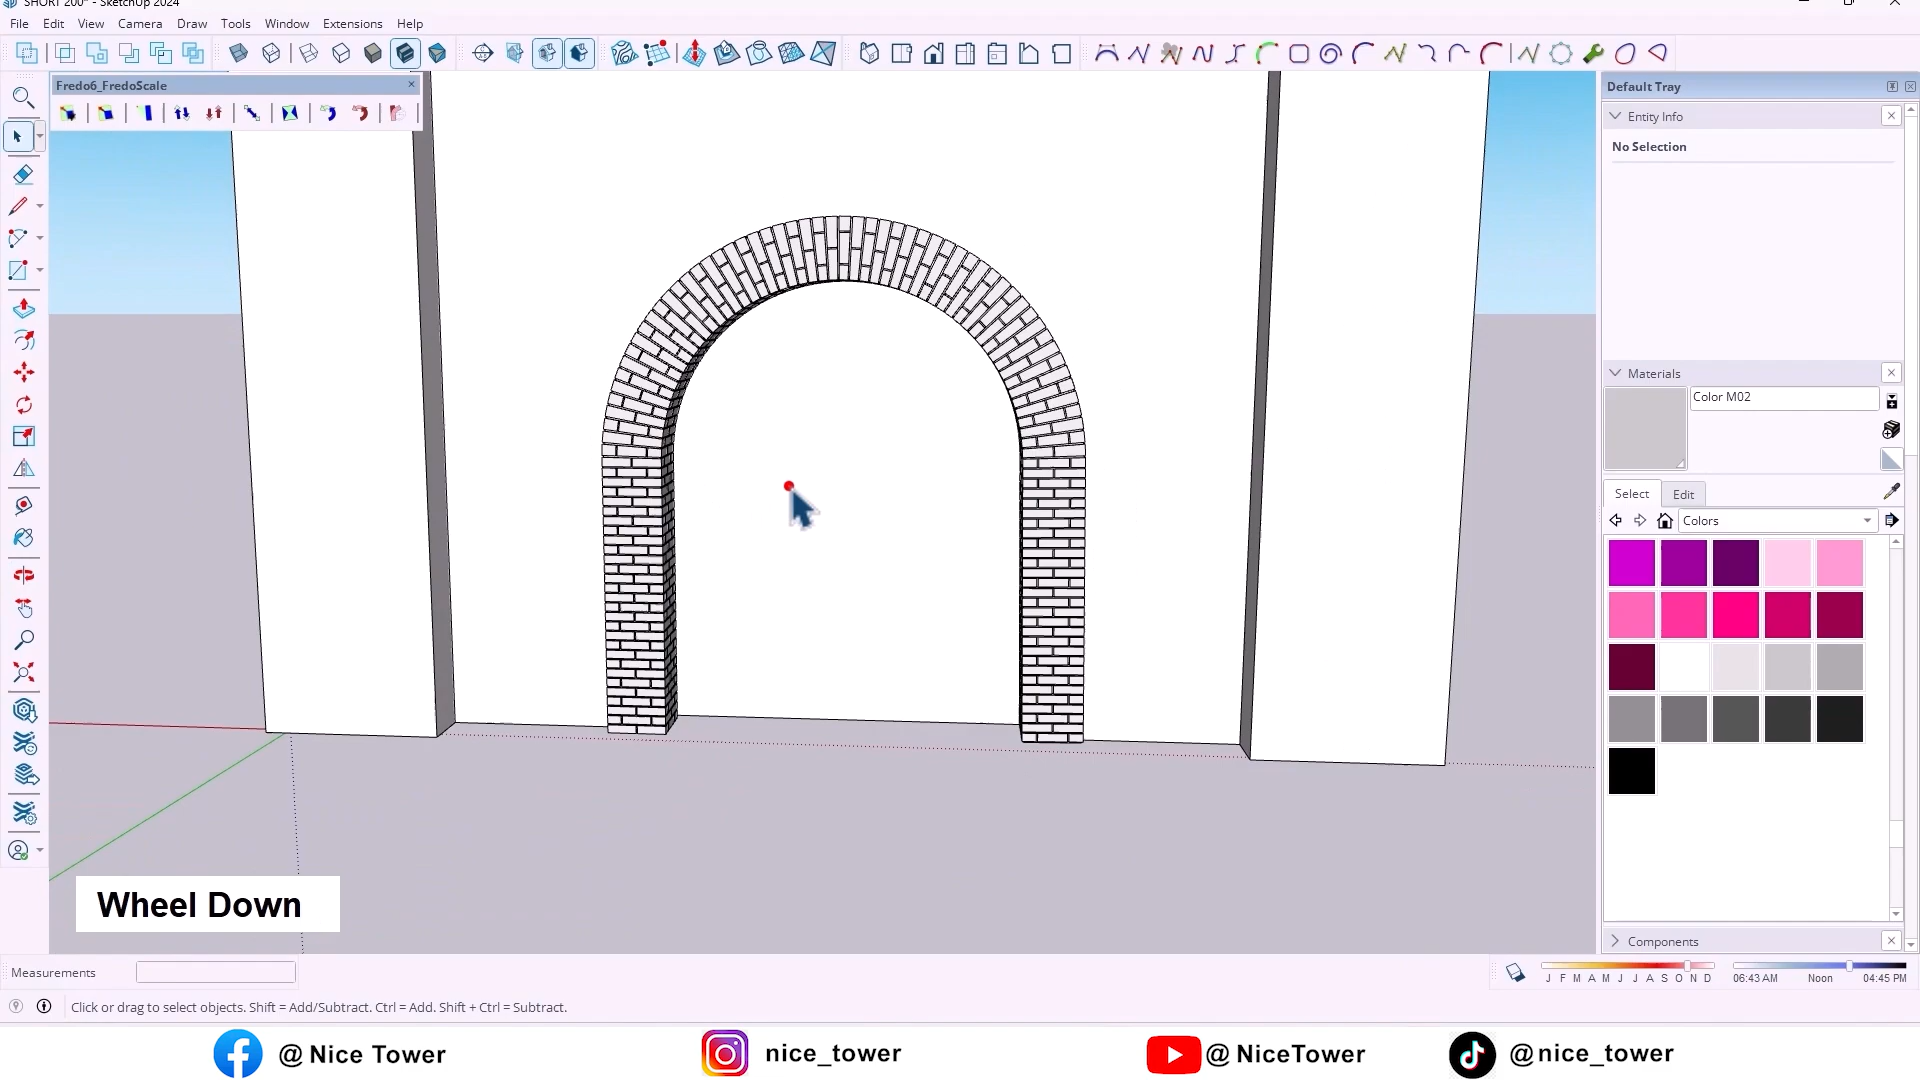 SHORT 200* - SketchUp 2024
File Edit View Camera Draw Tools Window Extensions Help
Fredo6_FredoScale
Default Tray
Entity Info
No Selection
Materials
Color M02
Select Edit
Colors
Components
Wheel Down
Measurements
J F M A M J J A S O N D
06:43 AM Noon 04:45 PM
Click or drag to select objects. Shift = Add/Subtract. Ctrl = Add. Shift + Ctrl = Subtract.
@ Nice Tower
nice_tower
@ NiceTower
@nice_tower